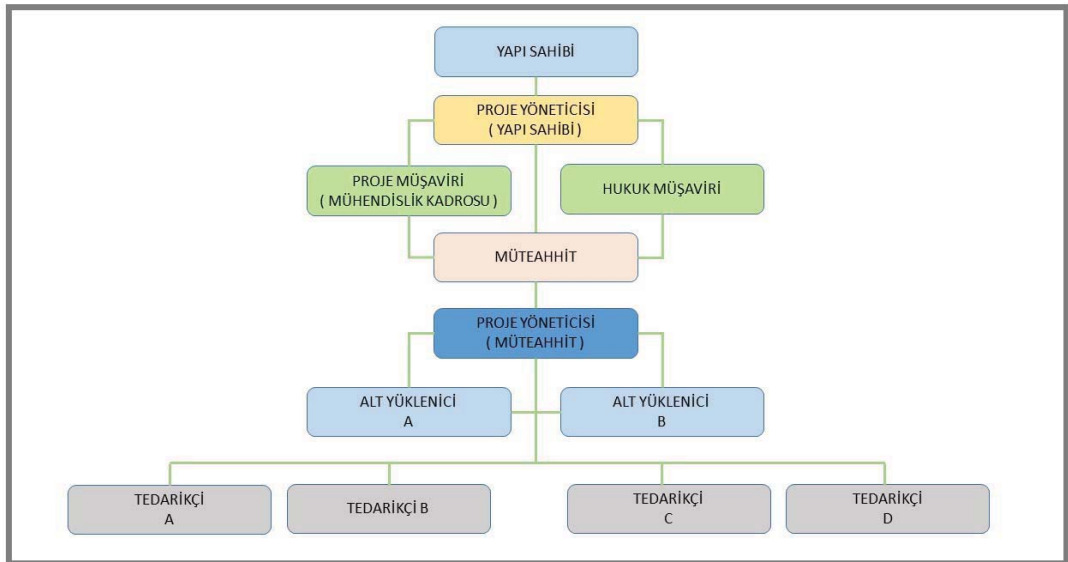 YAPI SAHİBİ
PROJE YÖNETİCİSİ
( YAPI SAHİBİ )
PROJE MÜŞAVİRİ
( MÜHENDİSLİK KADROSU )
HUKUK MÜŞAVİRİ
MÜTEAHHİT
PROJE YÖNETİCİSİ
( MÜTEAHHİT )
ALT YÜKLENİCİ
A
ALT YÜKLENİCİ
B
TEDARİKÇİ
A
TEDARİKÇİ B
TEDARİKÇİ
C
TEDARİKÇİ
D